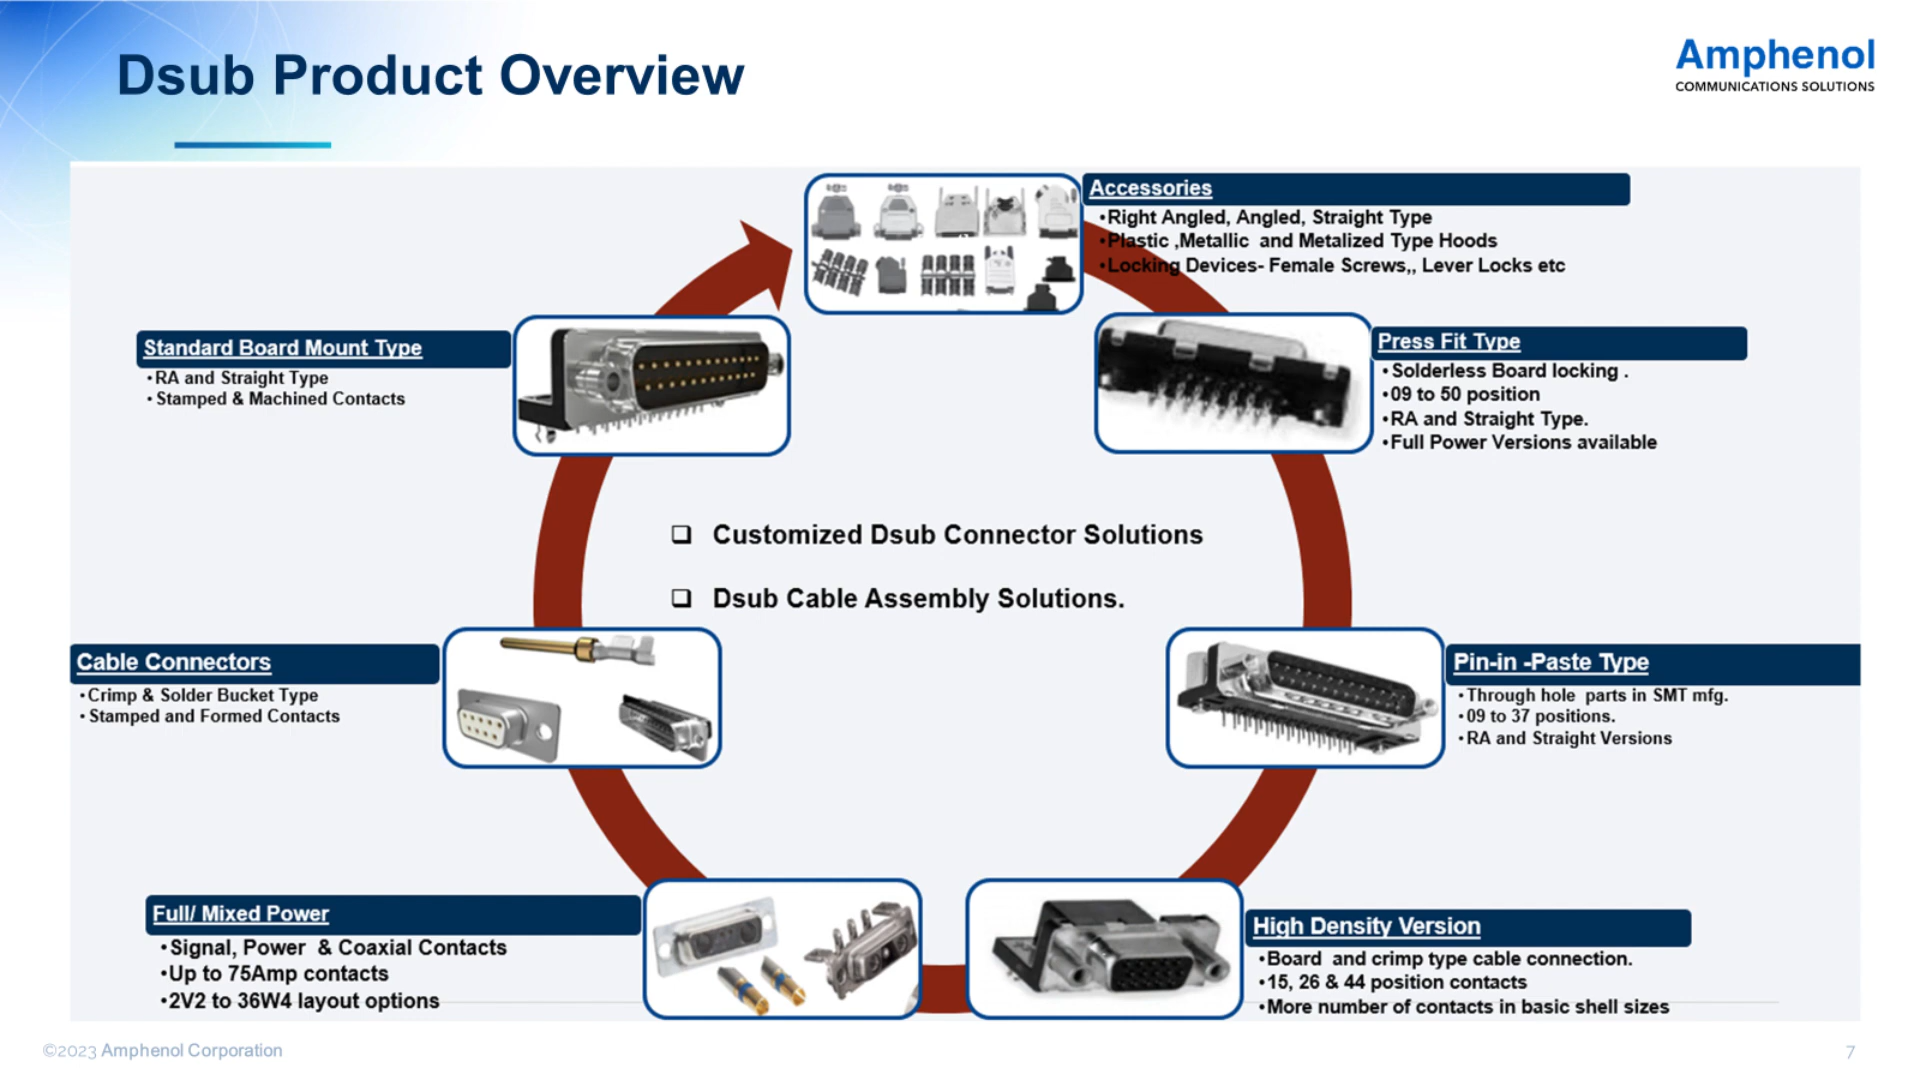 Dsub Product Overview
Amphenol
COMMUNICATIONS SOLUTIONS
Accessories
•Right Angled, Angled, Straight Type
•Plastic ,Metallic and Metalized Type Hoods
•Locking Devices- Female Screws,, Lever Locks etc
Standard Board Mount Type
•RA and Straight Type
• Stamped & Machined Contacts
Press Fit Type
• Solderless Board locking .
•09 to 50 position
•RA and Straight Type.
•Full Power Versions available
❑ Customized Dsub Connector Solutions
❑ Dsub Cable Assembly Solutions.
Cable Connectors
•Crimp & Solder Bucket Type
• Stamped and Formed Contacts
Pin-in -Paste Type
•Through hole parts in SMT mfg.
•09 to 37 positions.
•RA and Straight Versions
Full/ Mixed Power
•Signal, Power & Coaxial Contacts
•Up to 75Amp contacts
•2V2 to 36W4 layout options
High Density Version
•Board and crimp type cable connection.
•15, 26 & 44 position contacts
•More number of contacts in basic shell sizes
©2023 Amphenol Corporation
7